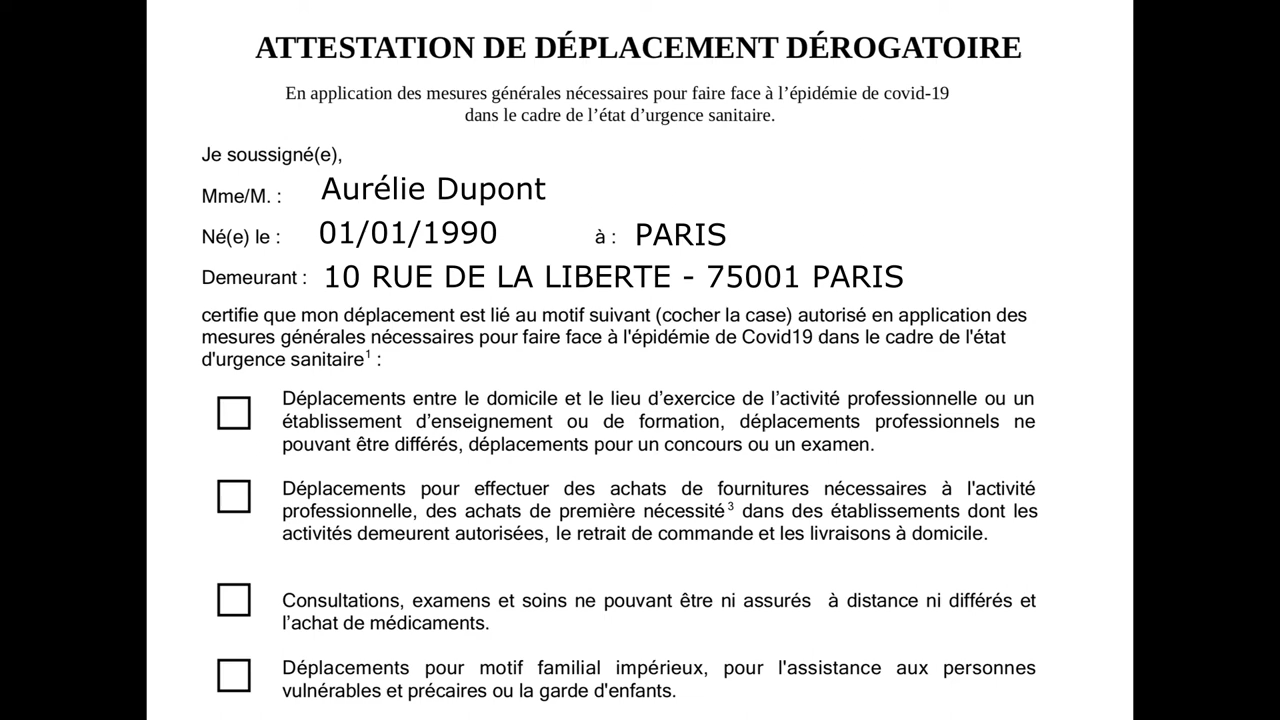 ATTESTATION DE DÉPLACEMENT DÉROGATOIRE
En application des mesures générales nécessaires pour faire face à l’épidémie de covid-19
dans le cadre de l’état d’urgence sanitaire.
Je soussigné(e),
Mme/M. : Aurélie Dupont
Né(e) le : 01/01/1990 à : PARIS
Demeurant : 10 RUE DE LA LIBERTE - 75001 PARIS
certifie que mon déplacement est lié au motif suivant (cocher la case) autorisé en application des
mesures générales nécessaires pour faire face à l'épidémie de Covid19 dans le cadre de l'état
d'urgence sanitaire¹ :
Déplacements entre le domicile et le lieu d’exercice de l’activité professionnelle ou un
établissement d’enseignement ou de formation, déplacements professionnels ne
pouvant être différés, déplacements pour un concours ou un examen.
Déplacements pour effectuer des achats de fournitures nécessaires à l'activité
professionnelle, des achats de première nécessité³ dans des établissements dont les
activités demeurent autorisées, le retrait de commande et les livraisons à domicile.
Consultations, examens et soins ne pouvant être ni assurés à distance ni différés et
l’achat de médicaments.
Déplacements pour motif familial impérieux, pour l'assistance aux personnes
vulnérables et précaires ou la garde d'enfants.